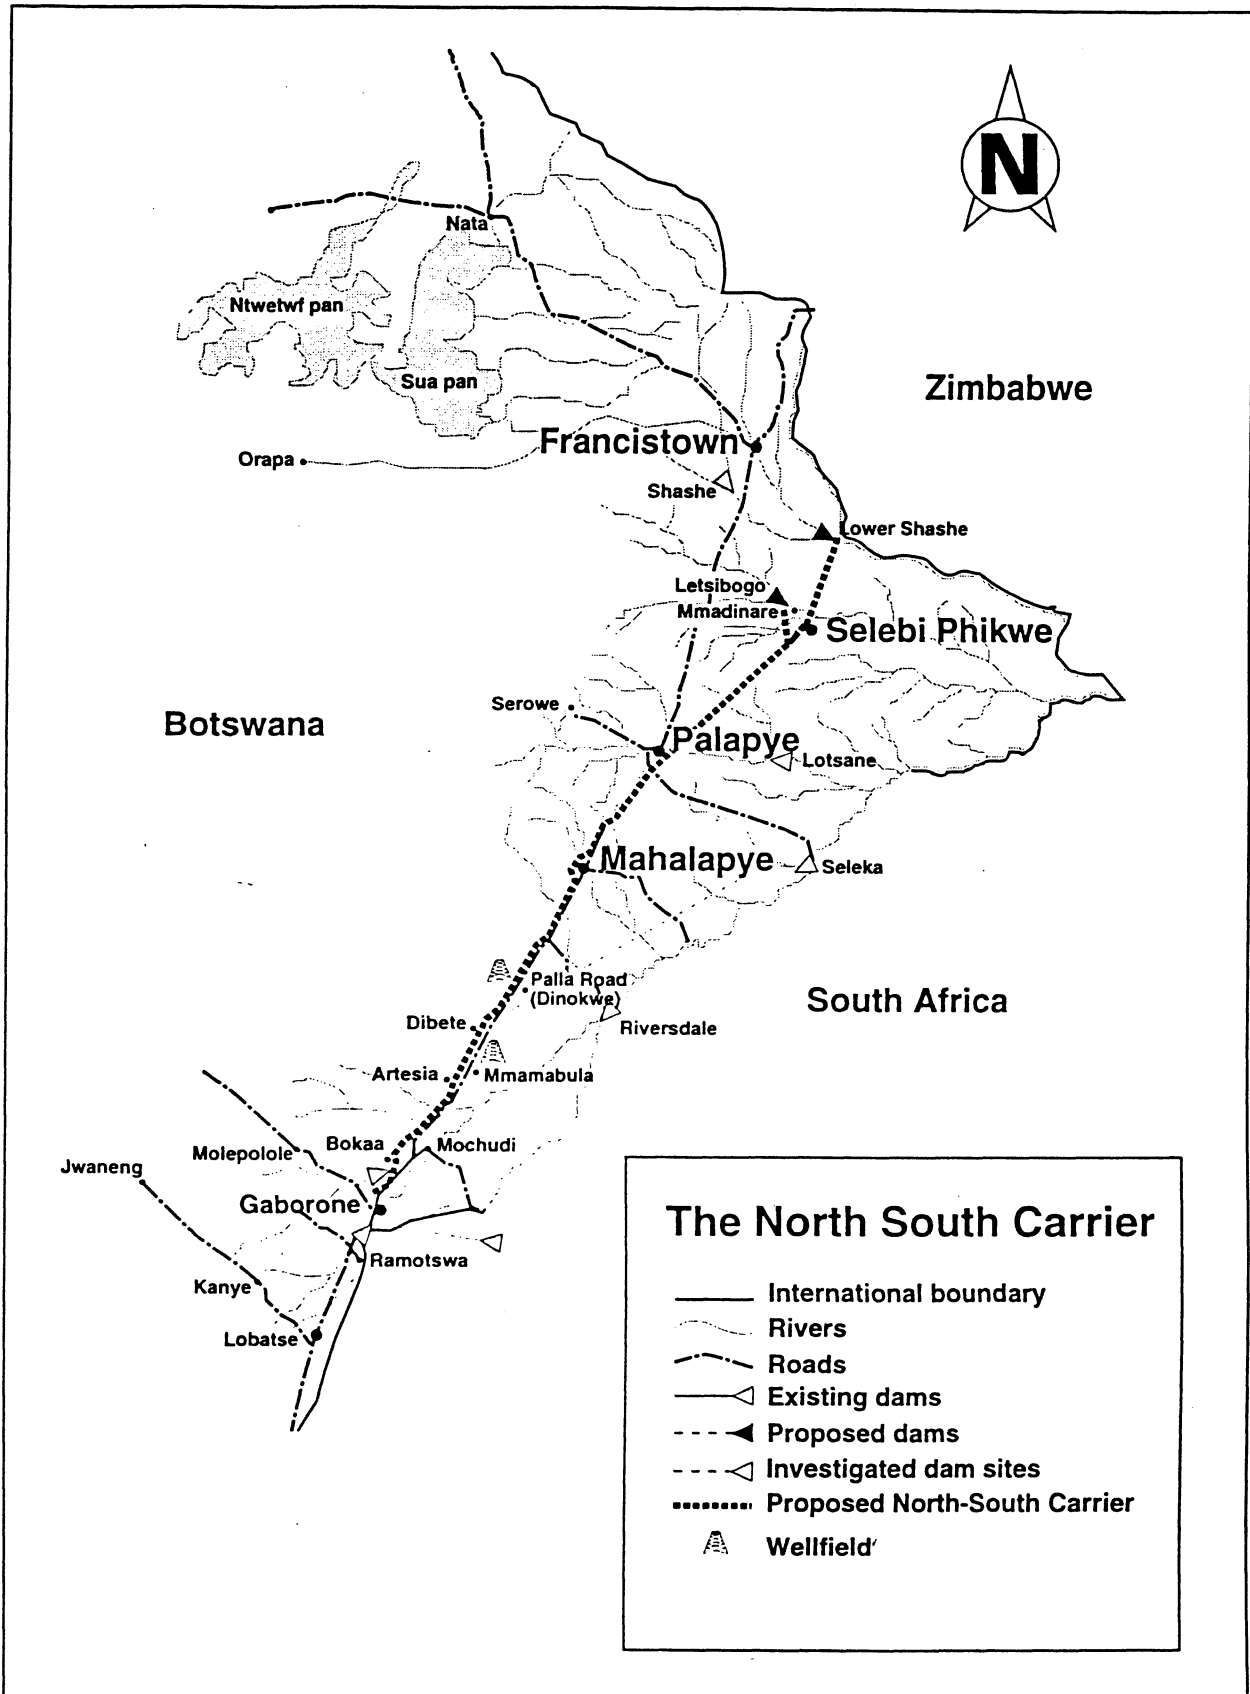 N
Nata
Ntwetwf pan
Sua pan
Zimbabwe
Francistown
Orapa
Shashe
Lower Shashe
Letsibogo
Mmadinare
Selebi Phikwe
Serowe
Botswana
Palapye
Lotsane
Mahalapye
Seleka
Palla Road
(Dinokwe)
South Africa
Dibete
Riversdale
Artesia
Mmamabula
Bokaa
Mochudi
Molepolole
Jwaneng
Gaborone
Ramotswa
Kanye
Lobatse
The North South Carrier
International boundary
Rivers
Roads
Existing dams
Proposed dams
Investigated dam sites
Proposed North-South Carrier
Wellfield